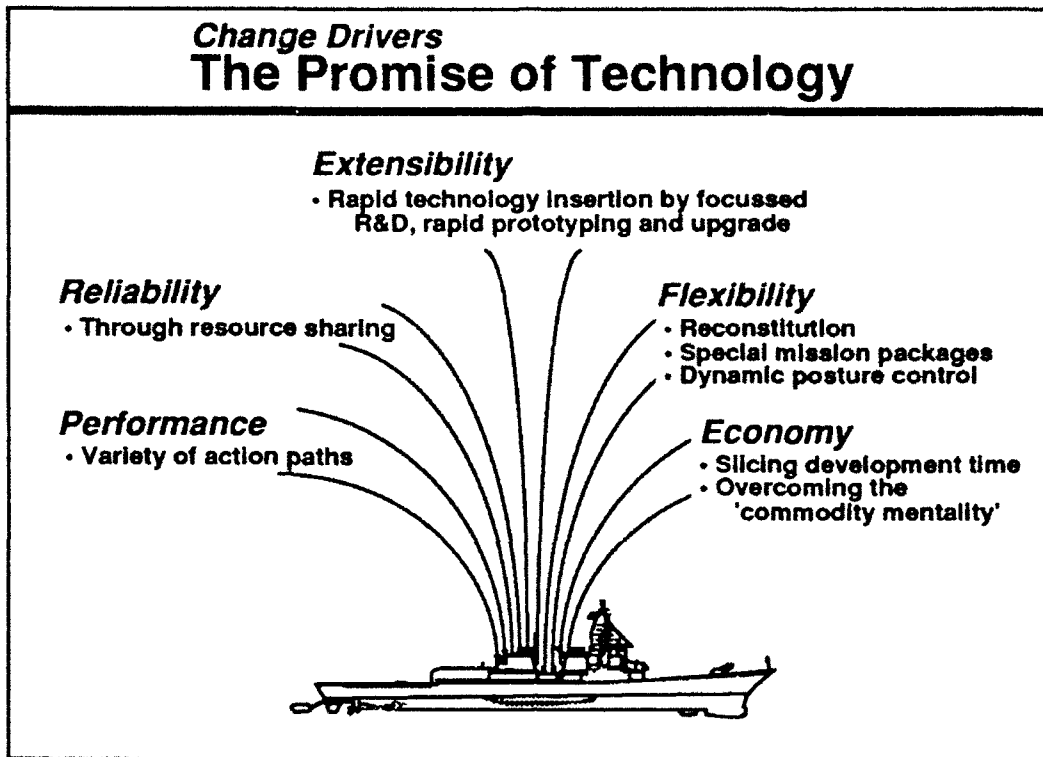 Change Drivers
The Promise of Technology
Extensibility
• Rapid technology insertion by focussed
R&D, rapid prototyping and upgrade
Reliability
• Through resource sharing
Performance
• Variety of action paths
Flexibility
• Reconstitution
• Special mission packages
• Dynamic posture control
Economy
• Slicing development time
• Overcoming the
'commodity mentality'